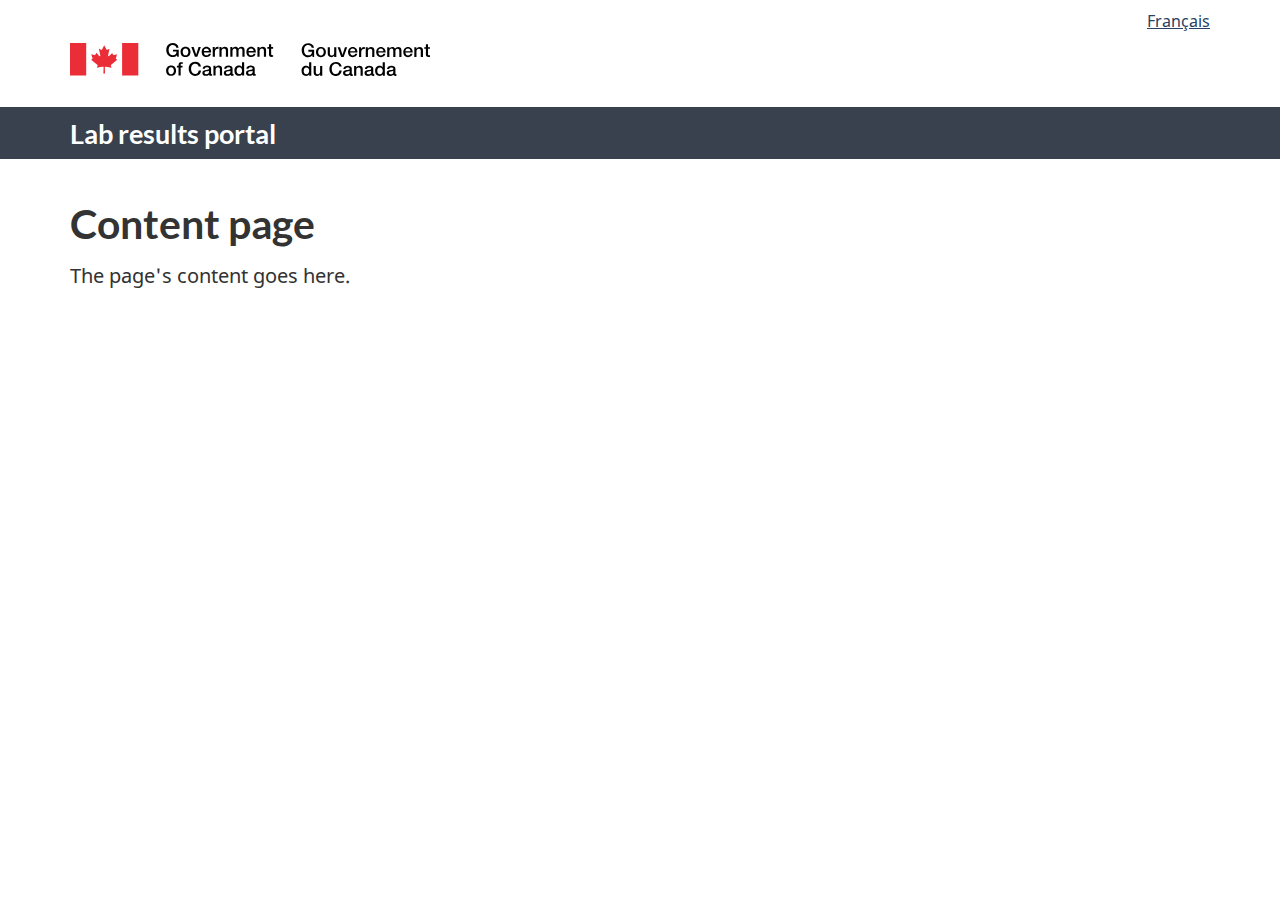 Français
Government of Canada
Gouvernement du Canada
Lab results portal
Content page
The page's content goes here.